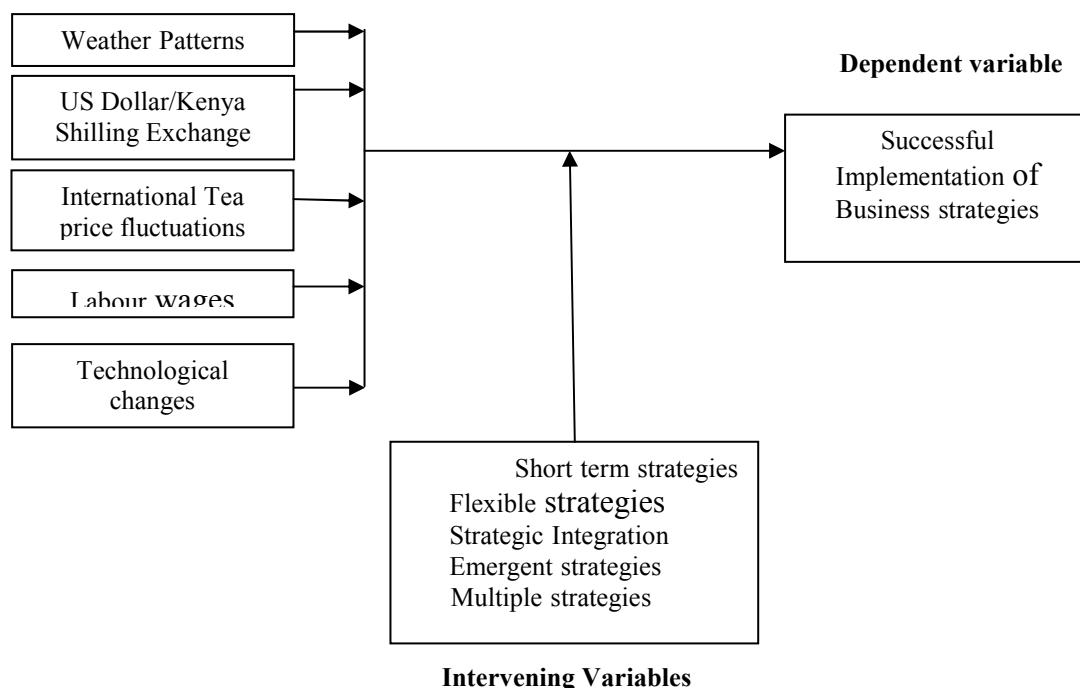 Weather Patterns
US Dollar/Kenya
Shilling Exchange
International Tea
price fluctuations
Labour wages
Technological
changes
Dependent variable
Successful
Implementation of
Business strategies
Short term strategies
Flexible strategies
Strategic Integration
Emergent strategies
Multiple strategies
Intervening Variables